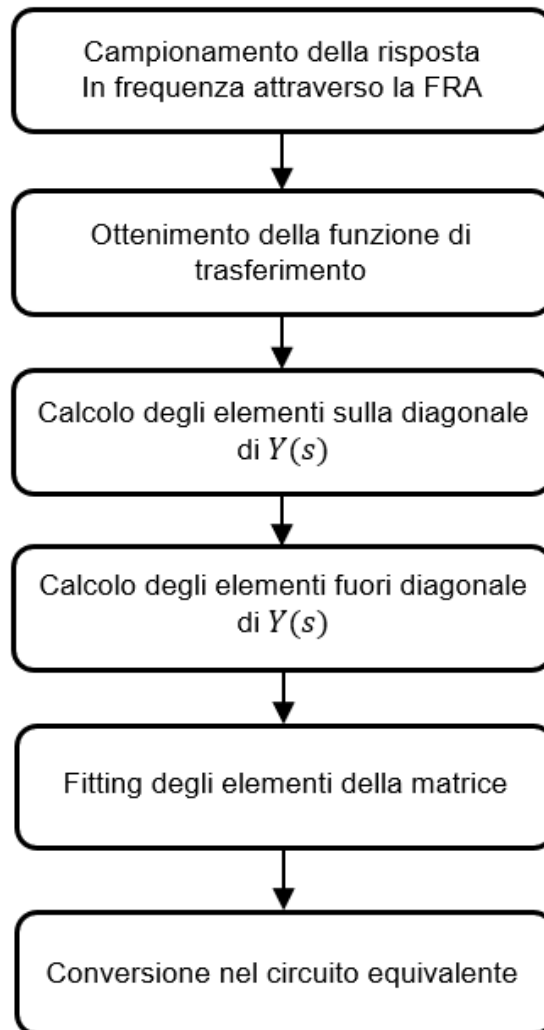 Campionamento della risposta
In frequenza attraverso la FRA
Ottenimento della funzione di
trasferimento
Calcolo degli elementi sulla diagonale
di Y(s)
Calcolo degli elementi fuori diagonale
di Y(s)
Fitting degli elementi della matrice
Conversione nel circuito equivalente